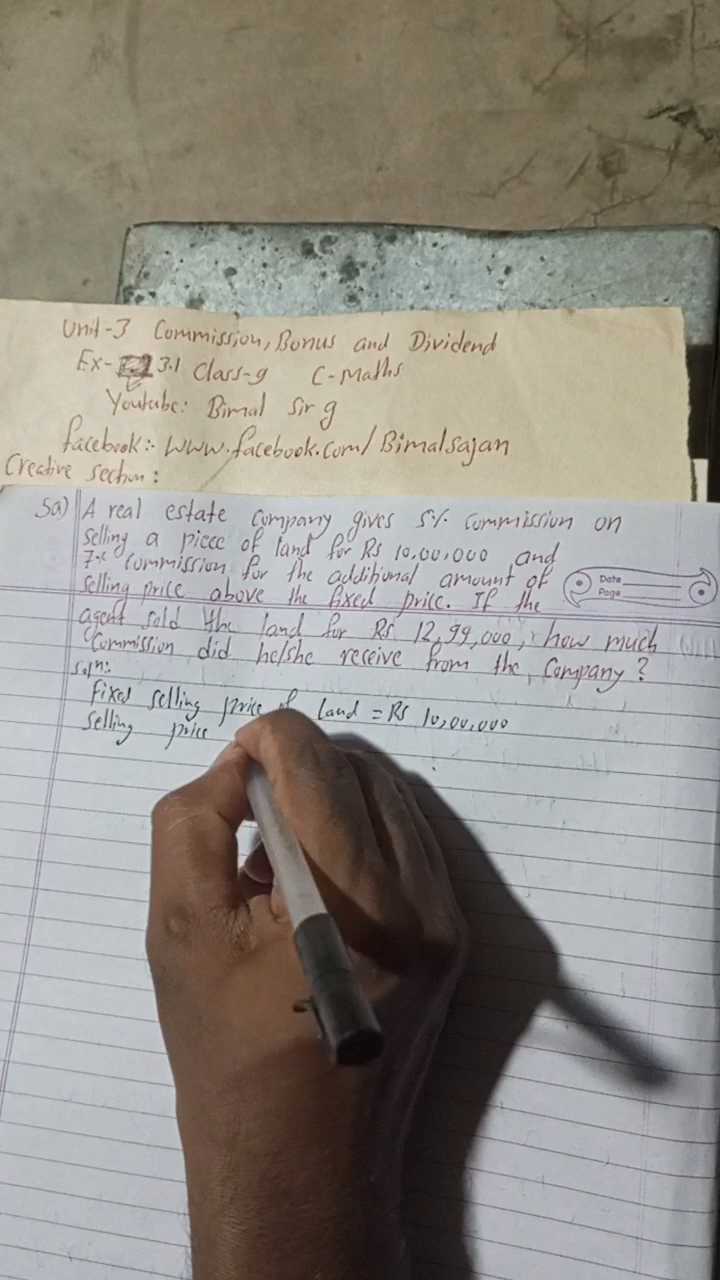 Unit-3 Commission, Bonus and Dividend
Ex- 3.1 Class-9 C-Maths
Youtube: Bimal Sir g
facebook:- www.facebook.com/Bimalsajan
Creative section:
5a) A real estate company gives 5% commission on
selling a piece of land for Rs 10,00,000 and
7% commission for the additional amount of
selling price above the fixed price. If the
Date
Page
agent sold the land for Rs 12,99,000, how much
commission did he/she receive from the company?
Soln:
Fixed selling price of land = Rs 10,00,000
Selling price